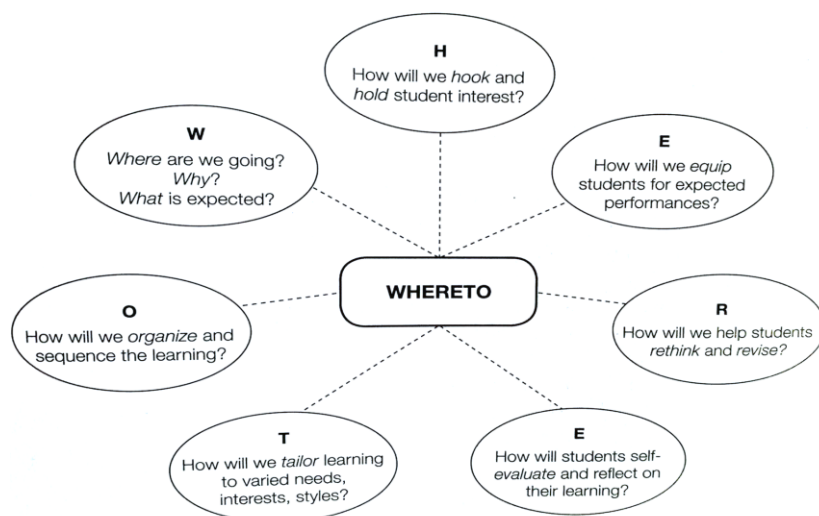 H
How will we hook and
hold student interest?
W
Where are we going?
Why?
What is expected?
E
How will we equip
students for expected
performances?
WHERETO
O
How will we organize and
sequence the learning?
R
How will we help students
rethink and revise?
T
How will we tailor learning
to varied needs,
interests, styles?
E
How will students self-
evaluate and reflect on
their learning?